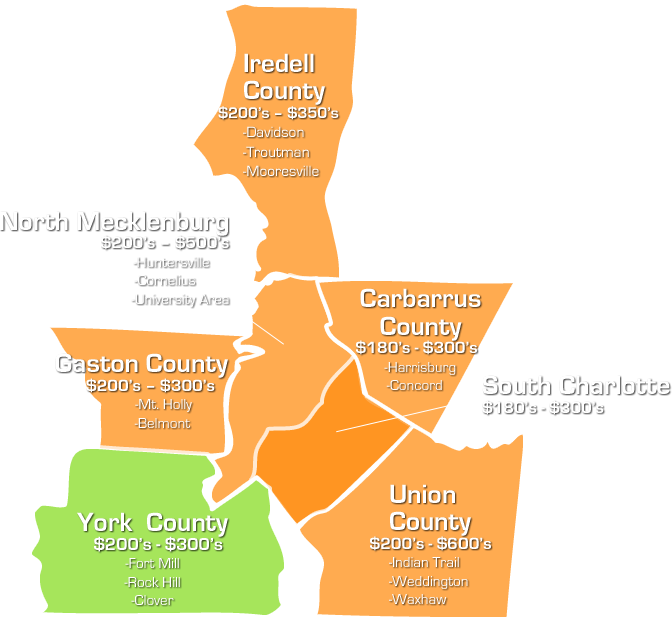 Iredell
County
$200's – $350's
-Davidson
-Troutman
-Mooresville
North Mecklenburg
$200's – $500's
-Huntersville
-Cornelius
-University Area
Carbarrus
County
$180's - $300's
-Harrisburg
-Concord
Gaston County
$200's – $300's
-Mt. Holly
-Belmont
South Charlotte
$180's - $300's
York County
$200's - $300's
-Fort Mill
-Rock Hill
-Clover
Union
County
$200's - $600's
-Indian Trail
-Weddington
-Waxhaw